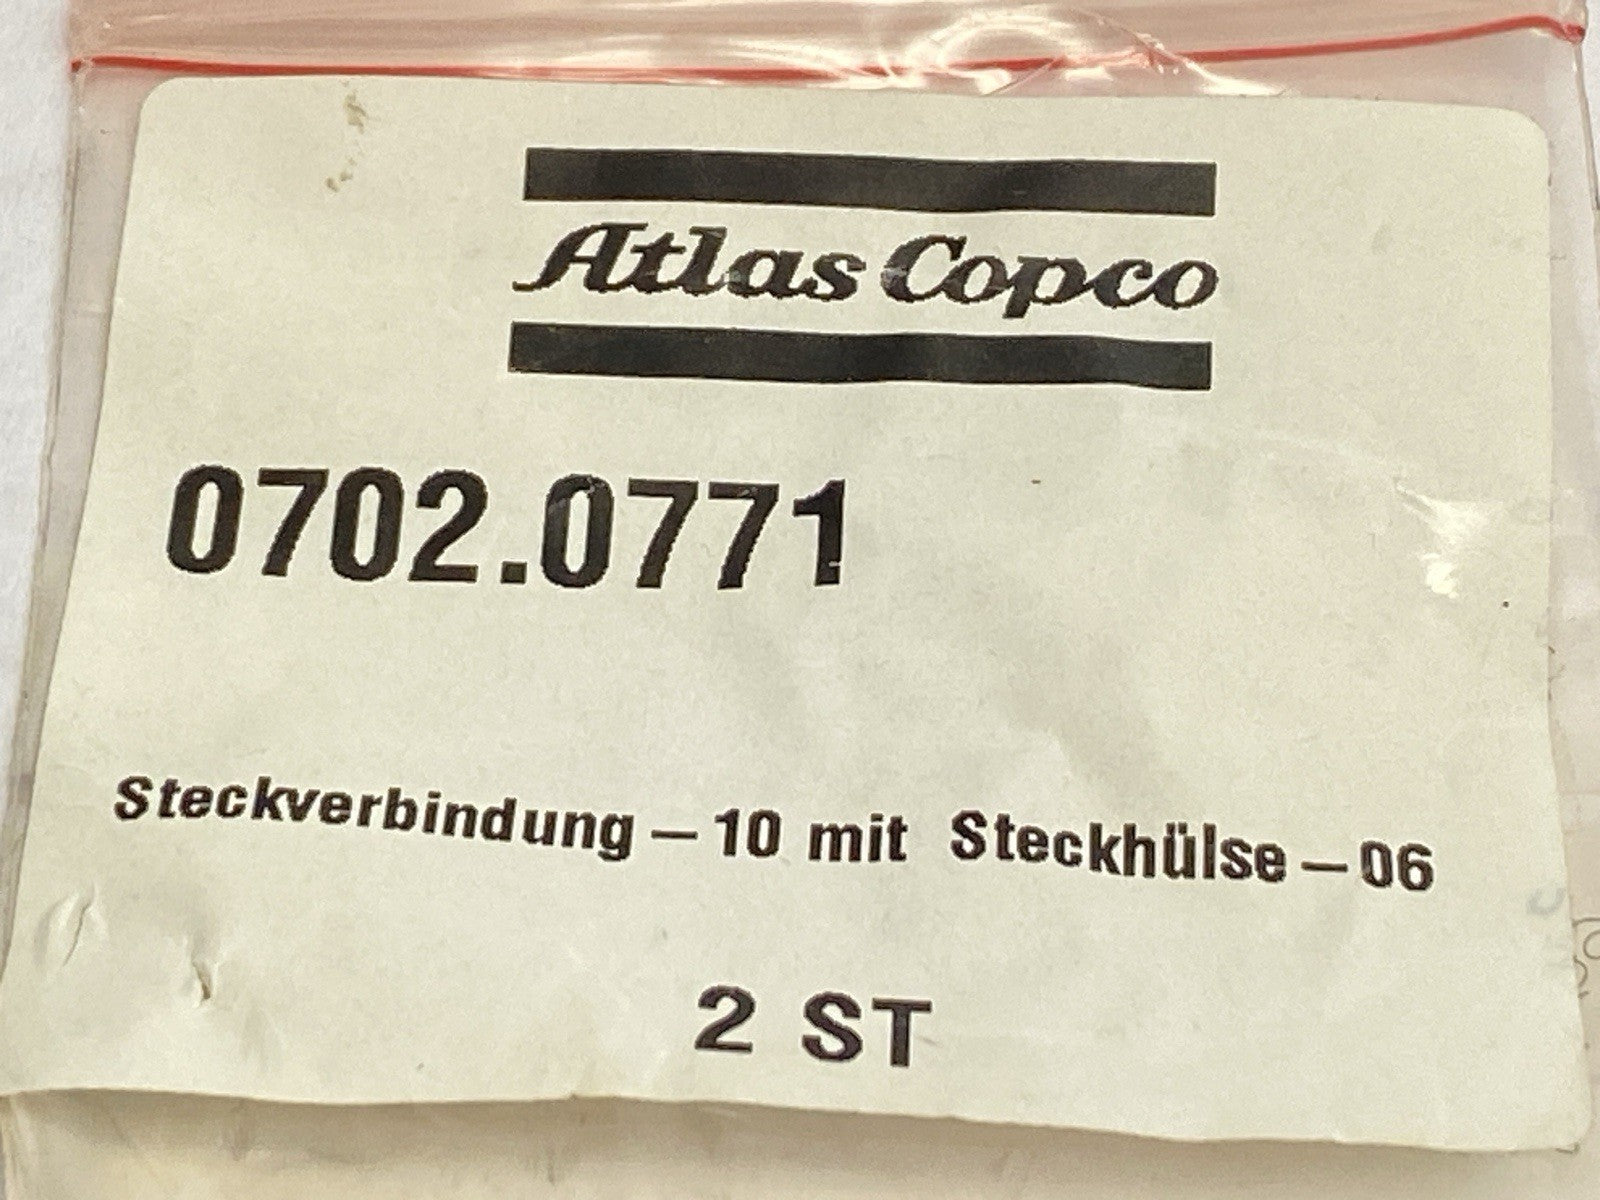 Atlas Copco
0702.0771
Steckverbindung – 10 mit Steckhülse – 06
2 ST